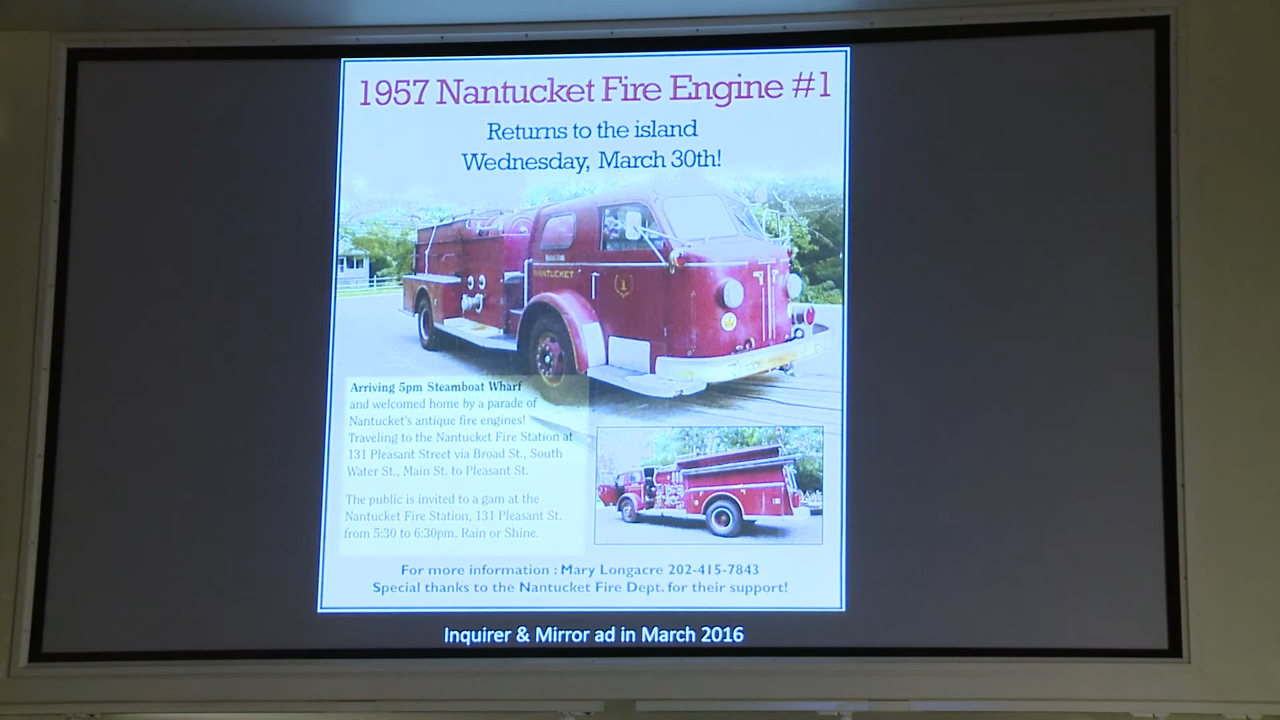 1957 Nantucket Fire Engine #1
Returns to the island
Wednesday, March 30th!
NANTUCKET
1
Arriving 5pm Steamboat Wharf
and welcomed home by a parade of
Nantucket's antique fire engines!
Traveling to the Nantucket Fire Station at
131 Pleasant Street via Broad St., South
Water St., Main St. to Pleasant St.
The public is invited to a gam at the
Nantucket Fire Station, 131 Pleasant St.
from 5:30 to 6:30pm. Rain or Shine.
For more information : Mary Longacre 202-415-7843
Special thanks to the Nantucket Fire Dept. for their support!
Inquirer & Mirror ad in March 2016